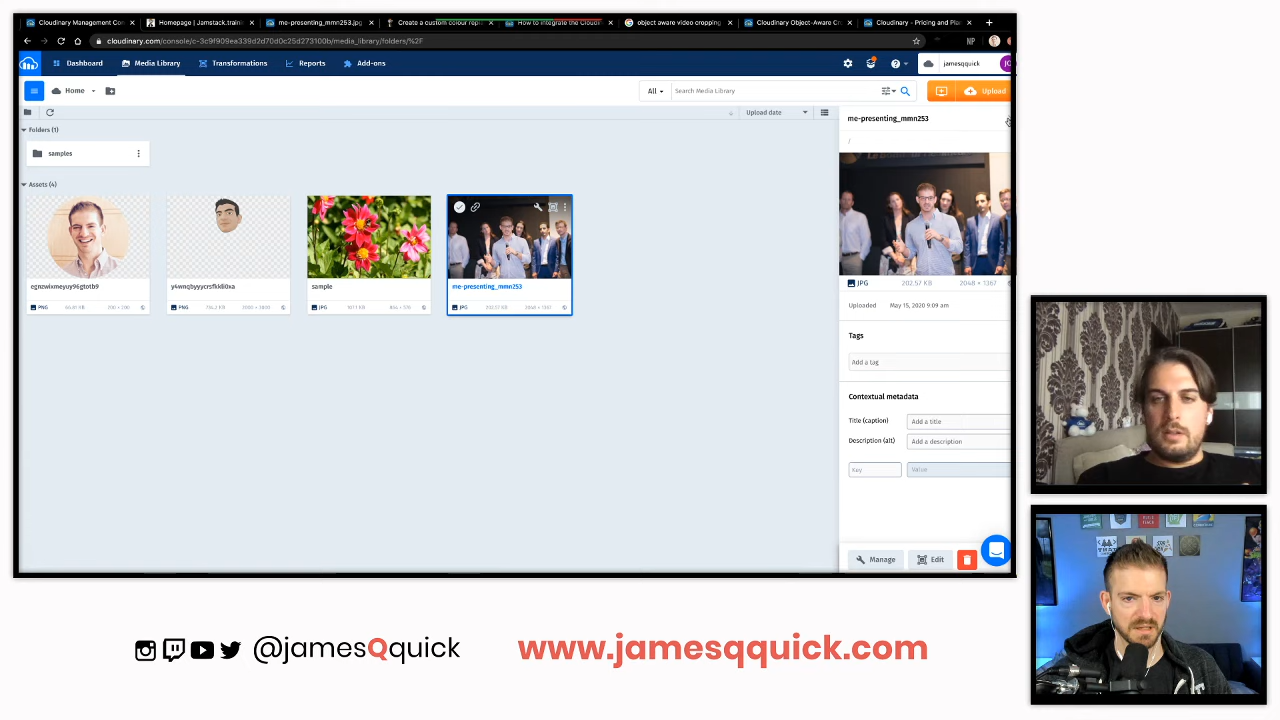 Cloudinary Management Con
Homepage | Jamstack.traini
me-presenting_mmn253.jpg
Create a custom colour repl
How to integrate the Cloudi
object aware video cropping
Cloudinary Object-Aware Cr
Cloudinary - Pricing and Pla
cloudinary.com/console/c-3c9f909ea339d2d70d0c25d273100b/media_library/folders/%2F
NP
Dashboard
Media Library
Transformations
Reports
Add-ons
jamesqquick
Home
All
Search Media Library
Upload
Upload date
me-presenting_mmn253
/
Folders (1)
samples
Assets (4)
sample
me-presenting_mmn253
PNG
PNG
JPG
JPG
JPG 202.57 KB 2048 × 1367
Uploaded May 15, 2020 9:09 am
Tags
Add a tag
Contextual metadata
Title (caption) Add a title
Description (alt) Add a description
Key Value
Manage
Edit
@jamesQquick
www.jamesqquick.com